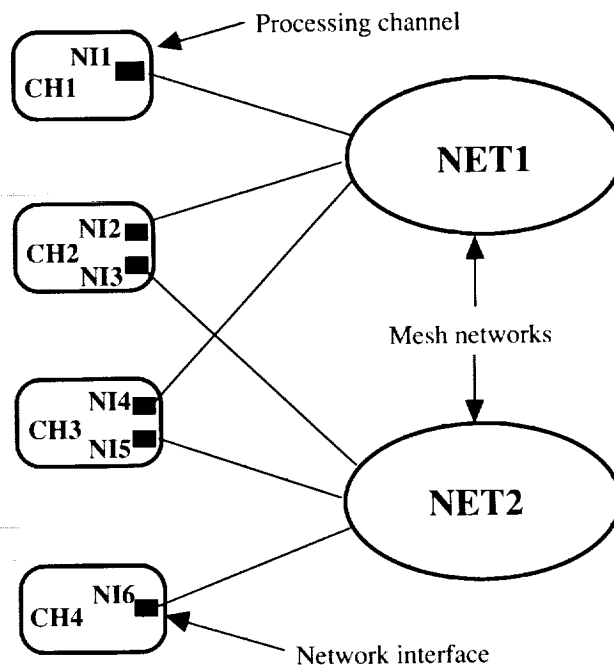 Processing channel
NI1
CH1
NET1
NI2
CH2
NI3
Mesh networks
NI4
CH3
NI5
NET2
NI6
CH4
Network interface